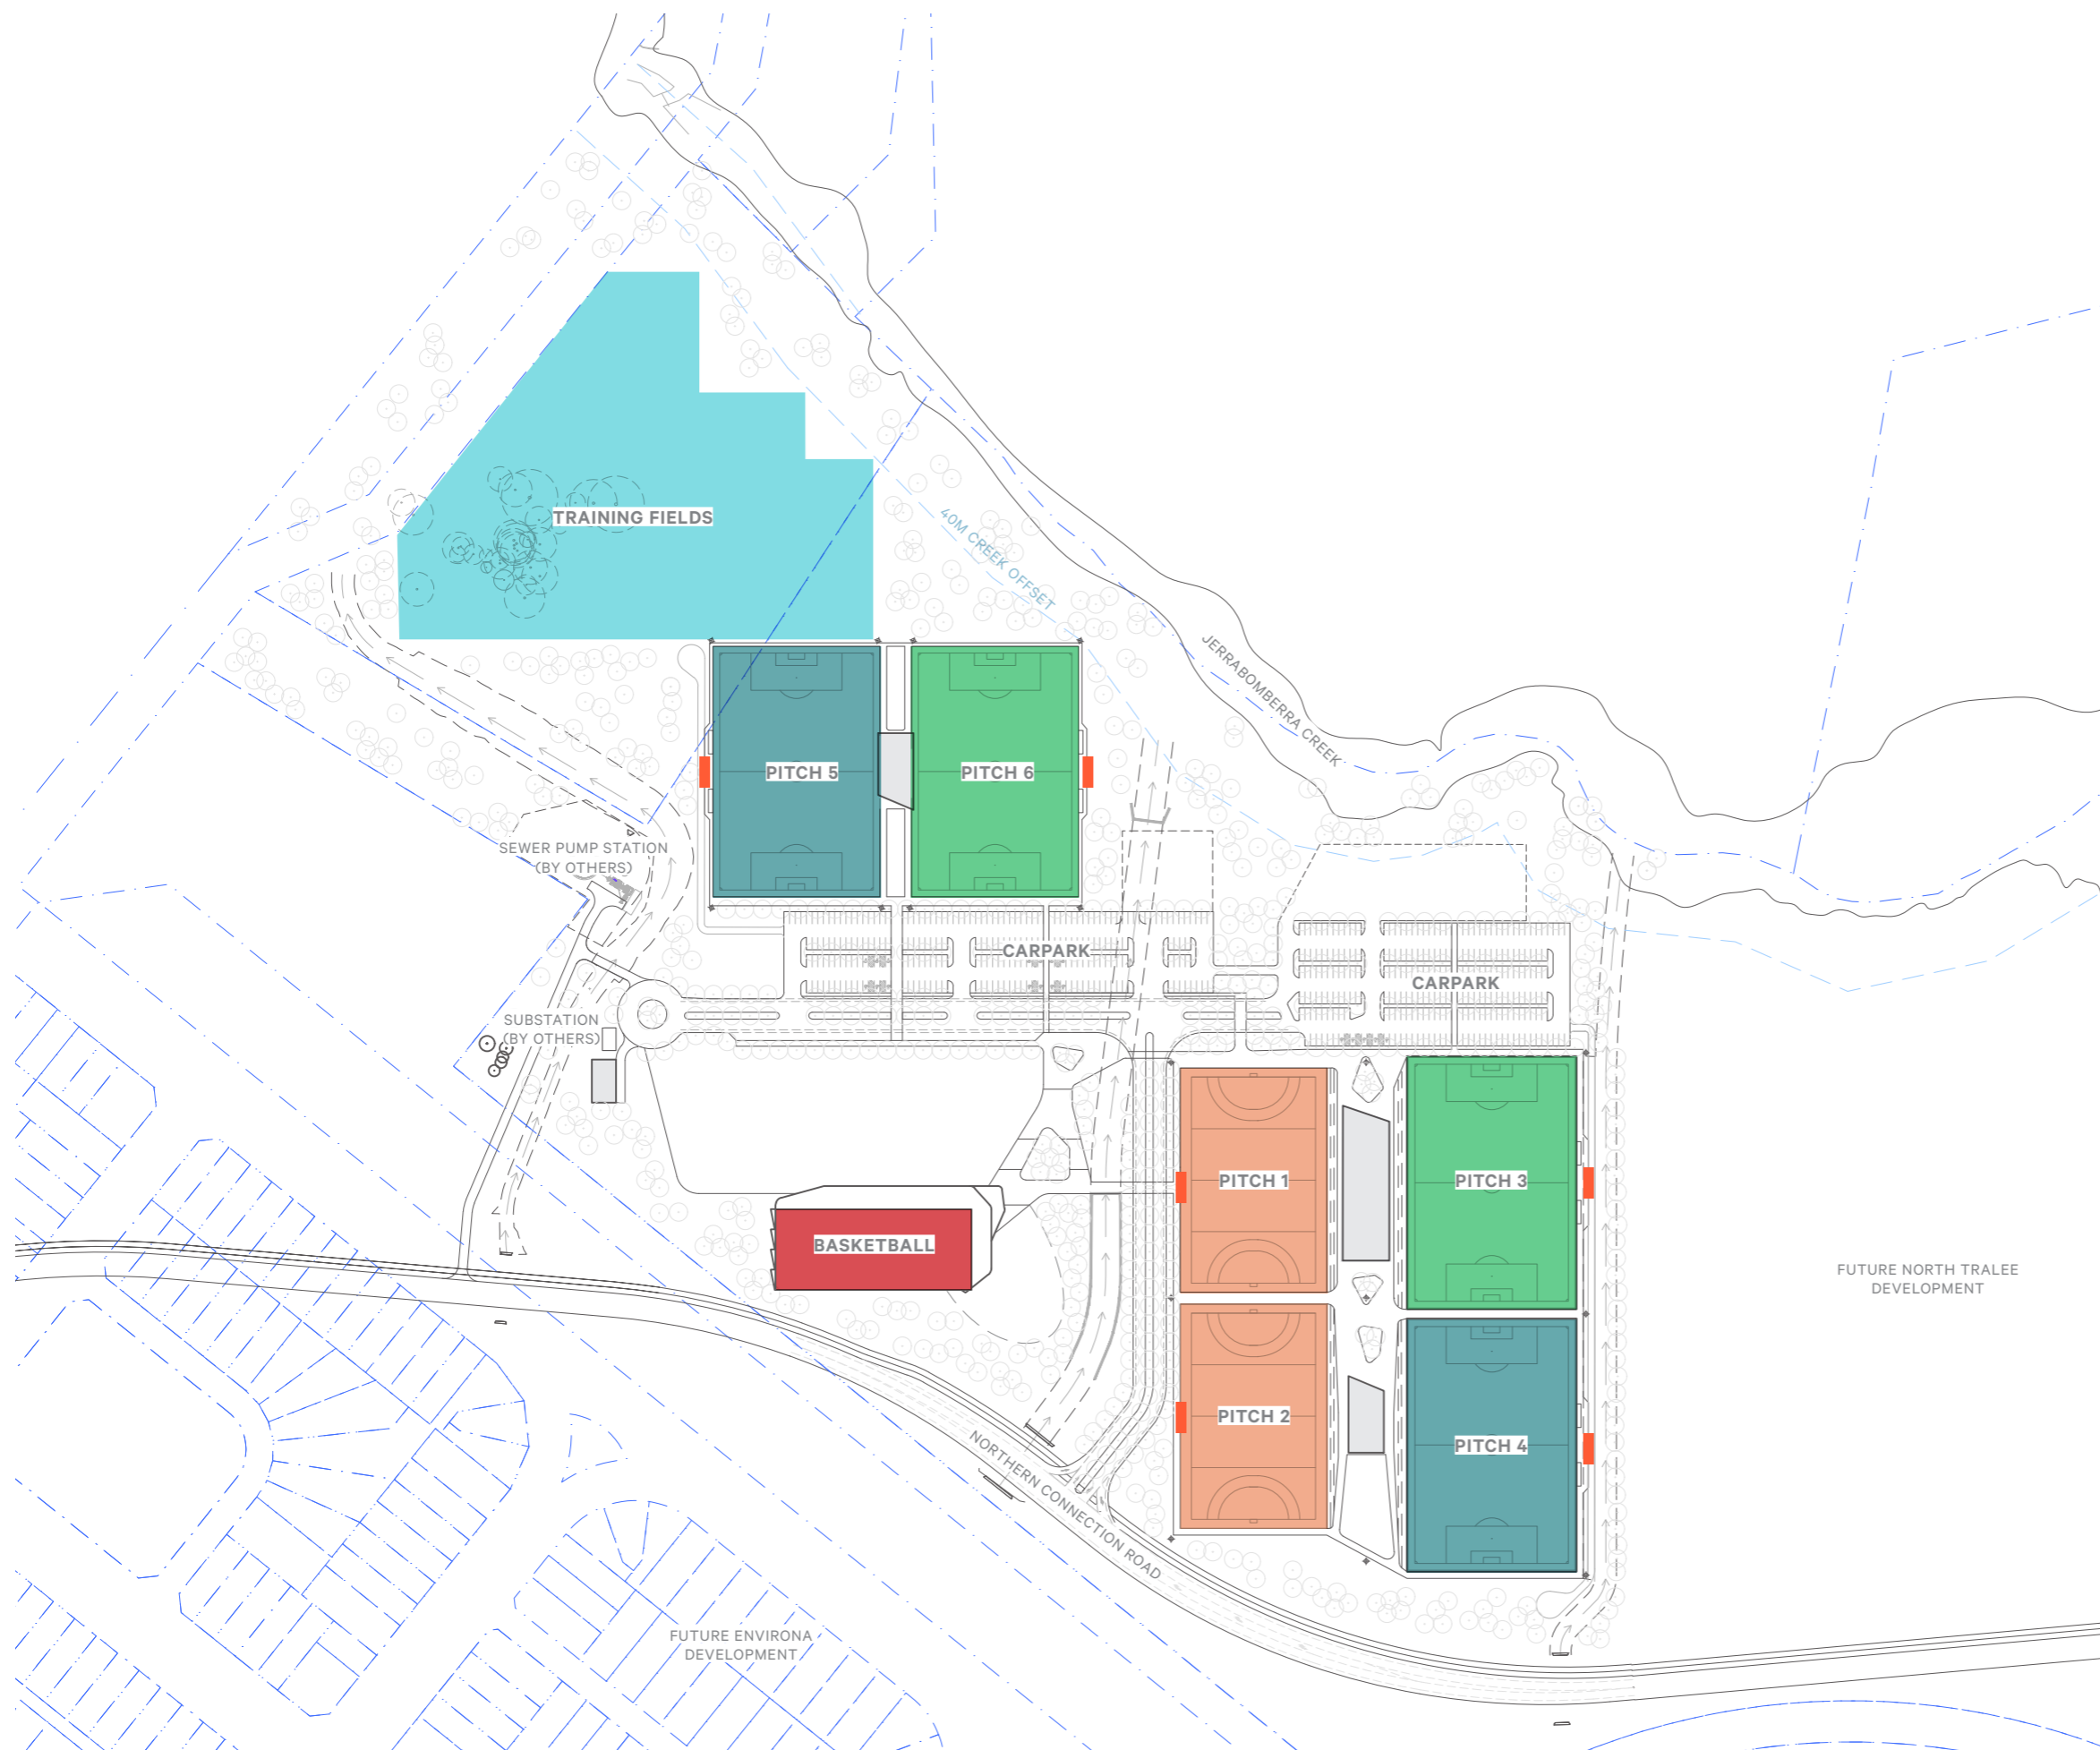 TRAINING FIELDS
40M CREEK OFFSET
JERRABOMBERRA CREEK
PITCH 5
PITCH 6
SEWER PUMP STATION
(BY OTHERS)
CARPARK
CARPARK
SUBSTATION
(BY OTHERS)
PITCH 1
PITCH 3
BASKETBALL
FUTURE NORTH TRALEE
DEVELOPMENT
PITCH 2
PITCH 4
NORTHERN CONNECTION ROAD
FUTURE ENVIRONA
DEVELOPMENT